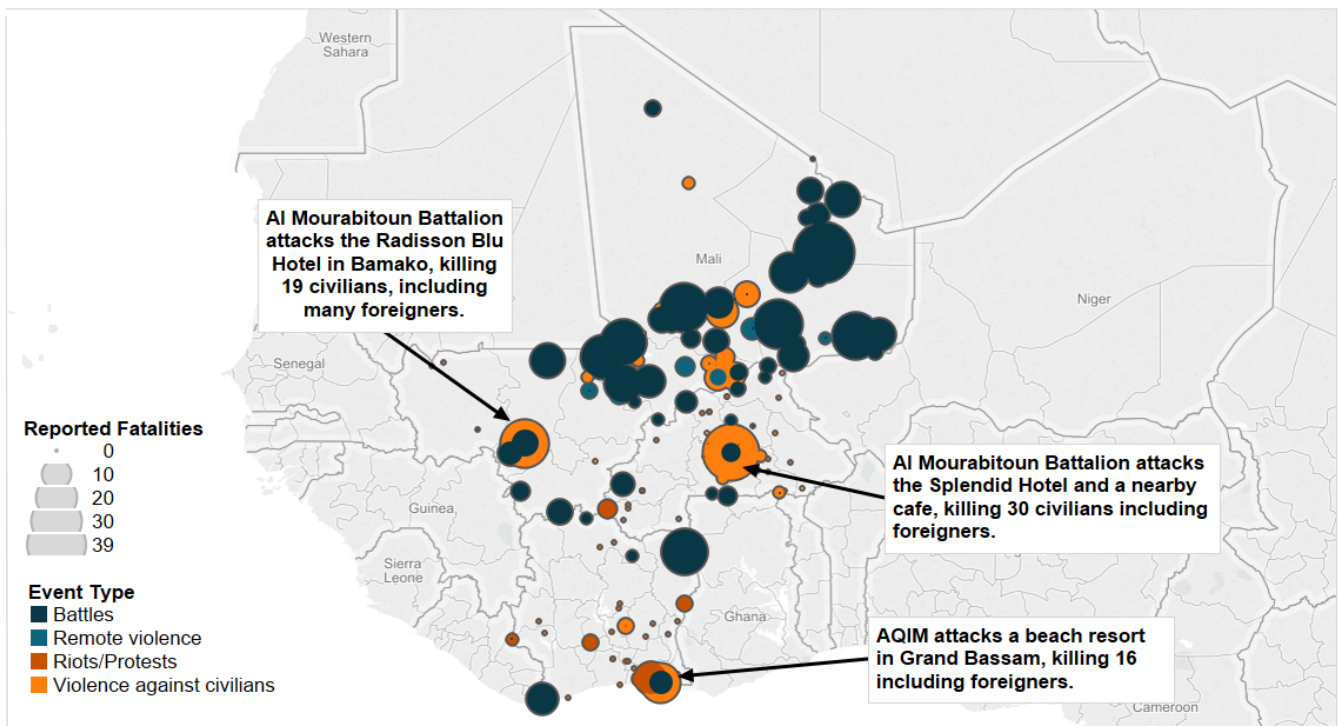 Western
Sahara
Al Mourabitoun Battalion
attacks the Radisson Blu
Hotel in Bamako, killing
19 civilians, including
many foreigners.
Mali
Niger
Senegal
Reported Fatalities
0
10
20
30
39
Guinea
Al Mourabitoun Battalion attacks
the Splendid Hotel and a nearby
cafe, killing 30 civilians including
foreigners.
Sierra
Leone
Event Type
Battles
Remote violence
Riots/Protests
Violence against civilians
Ghana
AQIM attacks a beach resort
in Grand Bassam, killing 16
including foreigners.
Cameroon